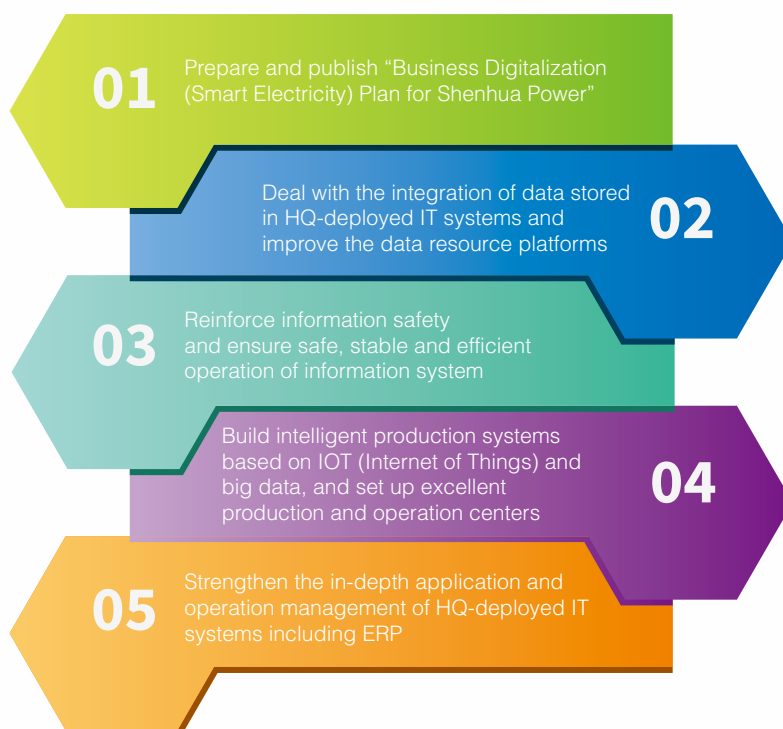 01
Prepare and publish “Business Digitalization
(Smart Electricity) Plan for Shenhua Power”
Deal with the integration of data stored
in HQ-deployed IT systems and
improve the data resource platforms
02
03
Reinforce information safety
and ensure safe, stable and efficient
operation of information system
Build intelligent production systems
based on IOT (Internet of Things) and
big data, and set up excellent
production and operation centers
04
05
Strengthen the in-depth application and
operation management of HQ-deployed IT
systems including ERP